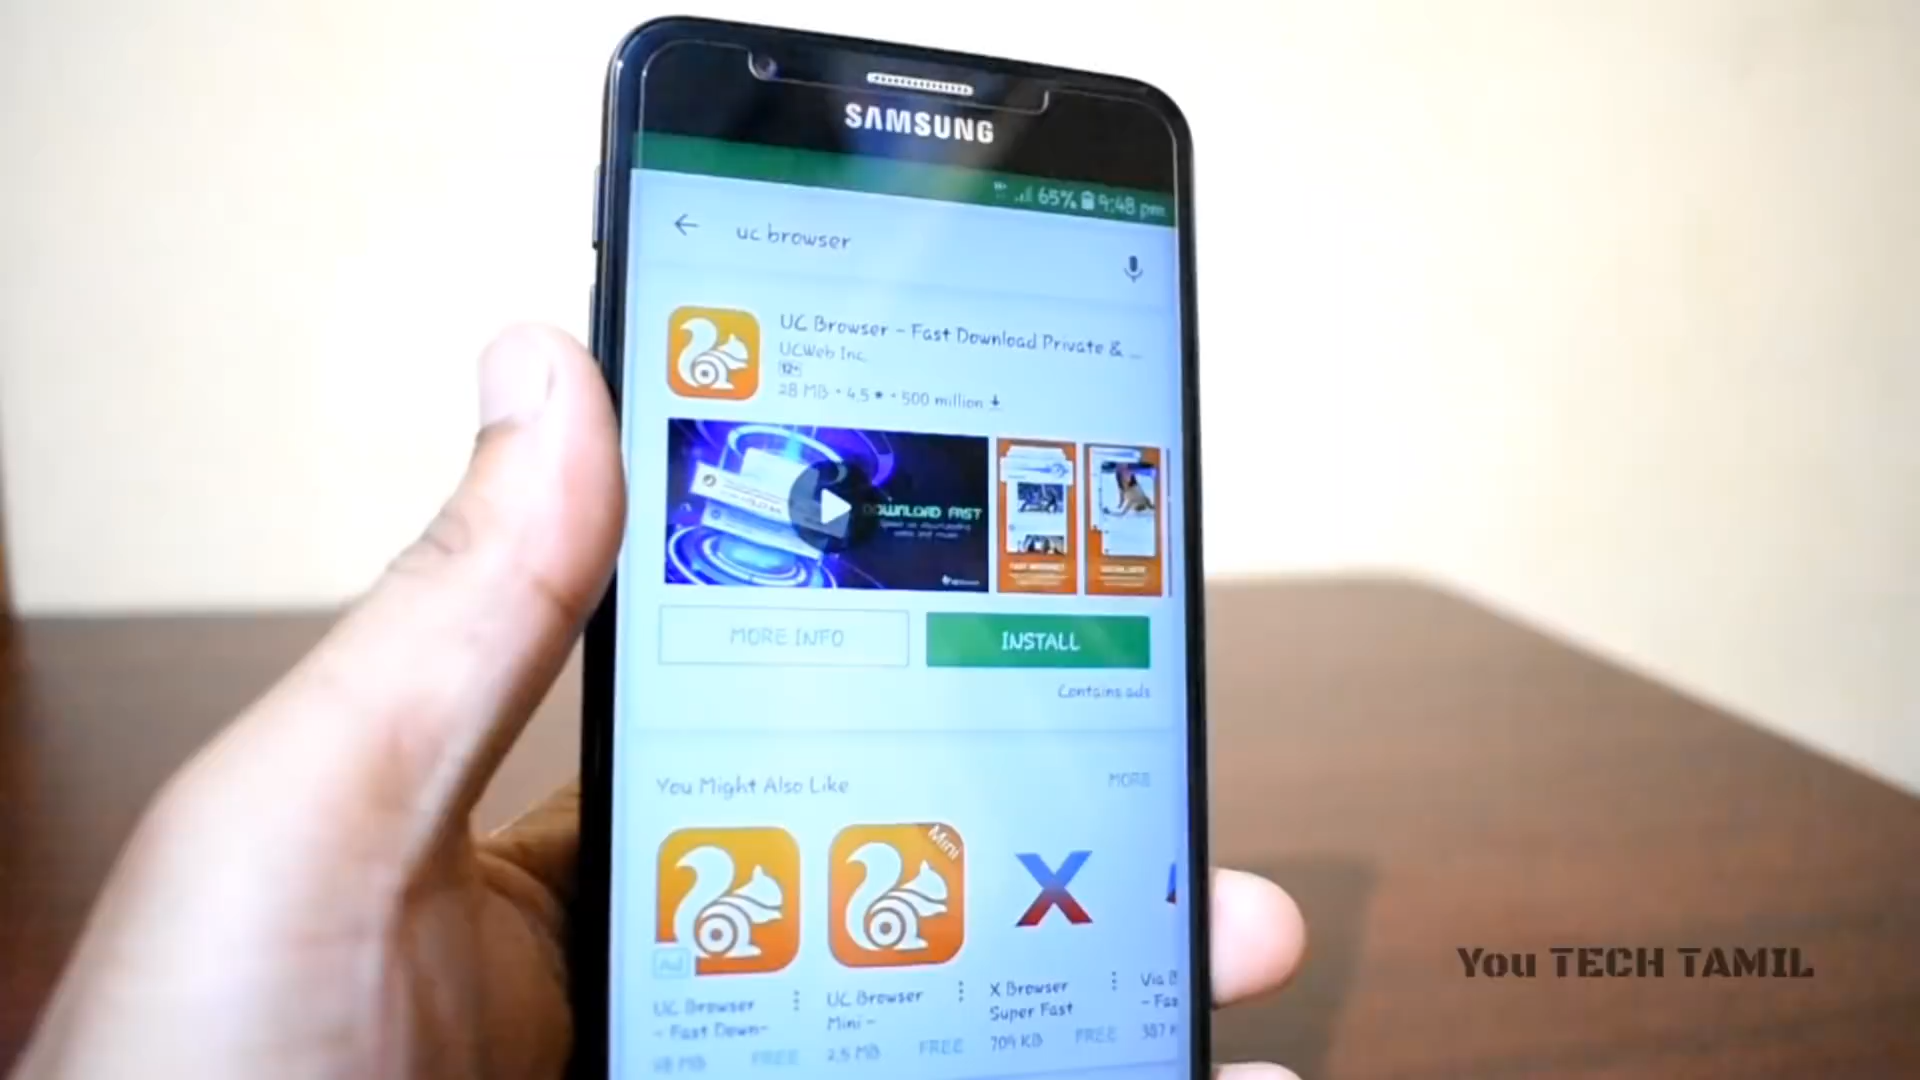 SAMSUNG
65% 9:48 pm
uc browser
UC Browser - Fast Download Private & ...
UCWeb Inc.
12+
28 MB • 4.5 ★ • 500 million
DOWNLOAD FAST
MORE INFO
INSTALL
Contains ads
You Might Also Like
MORE
Mini
Ad
UC Browser
- Fast Down-
FREE
UC Browser
Mini -
2.5 MB FREE
X Browser
Super Fast
709 KB FREE
Via B
- Fas
387 K
You TECH TAMIL